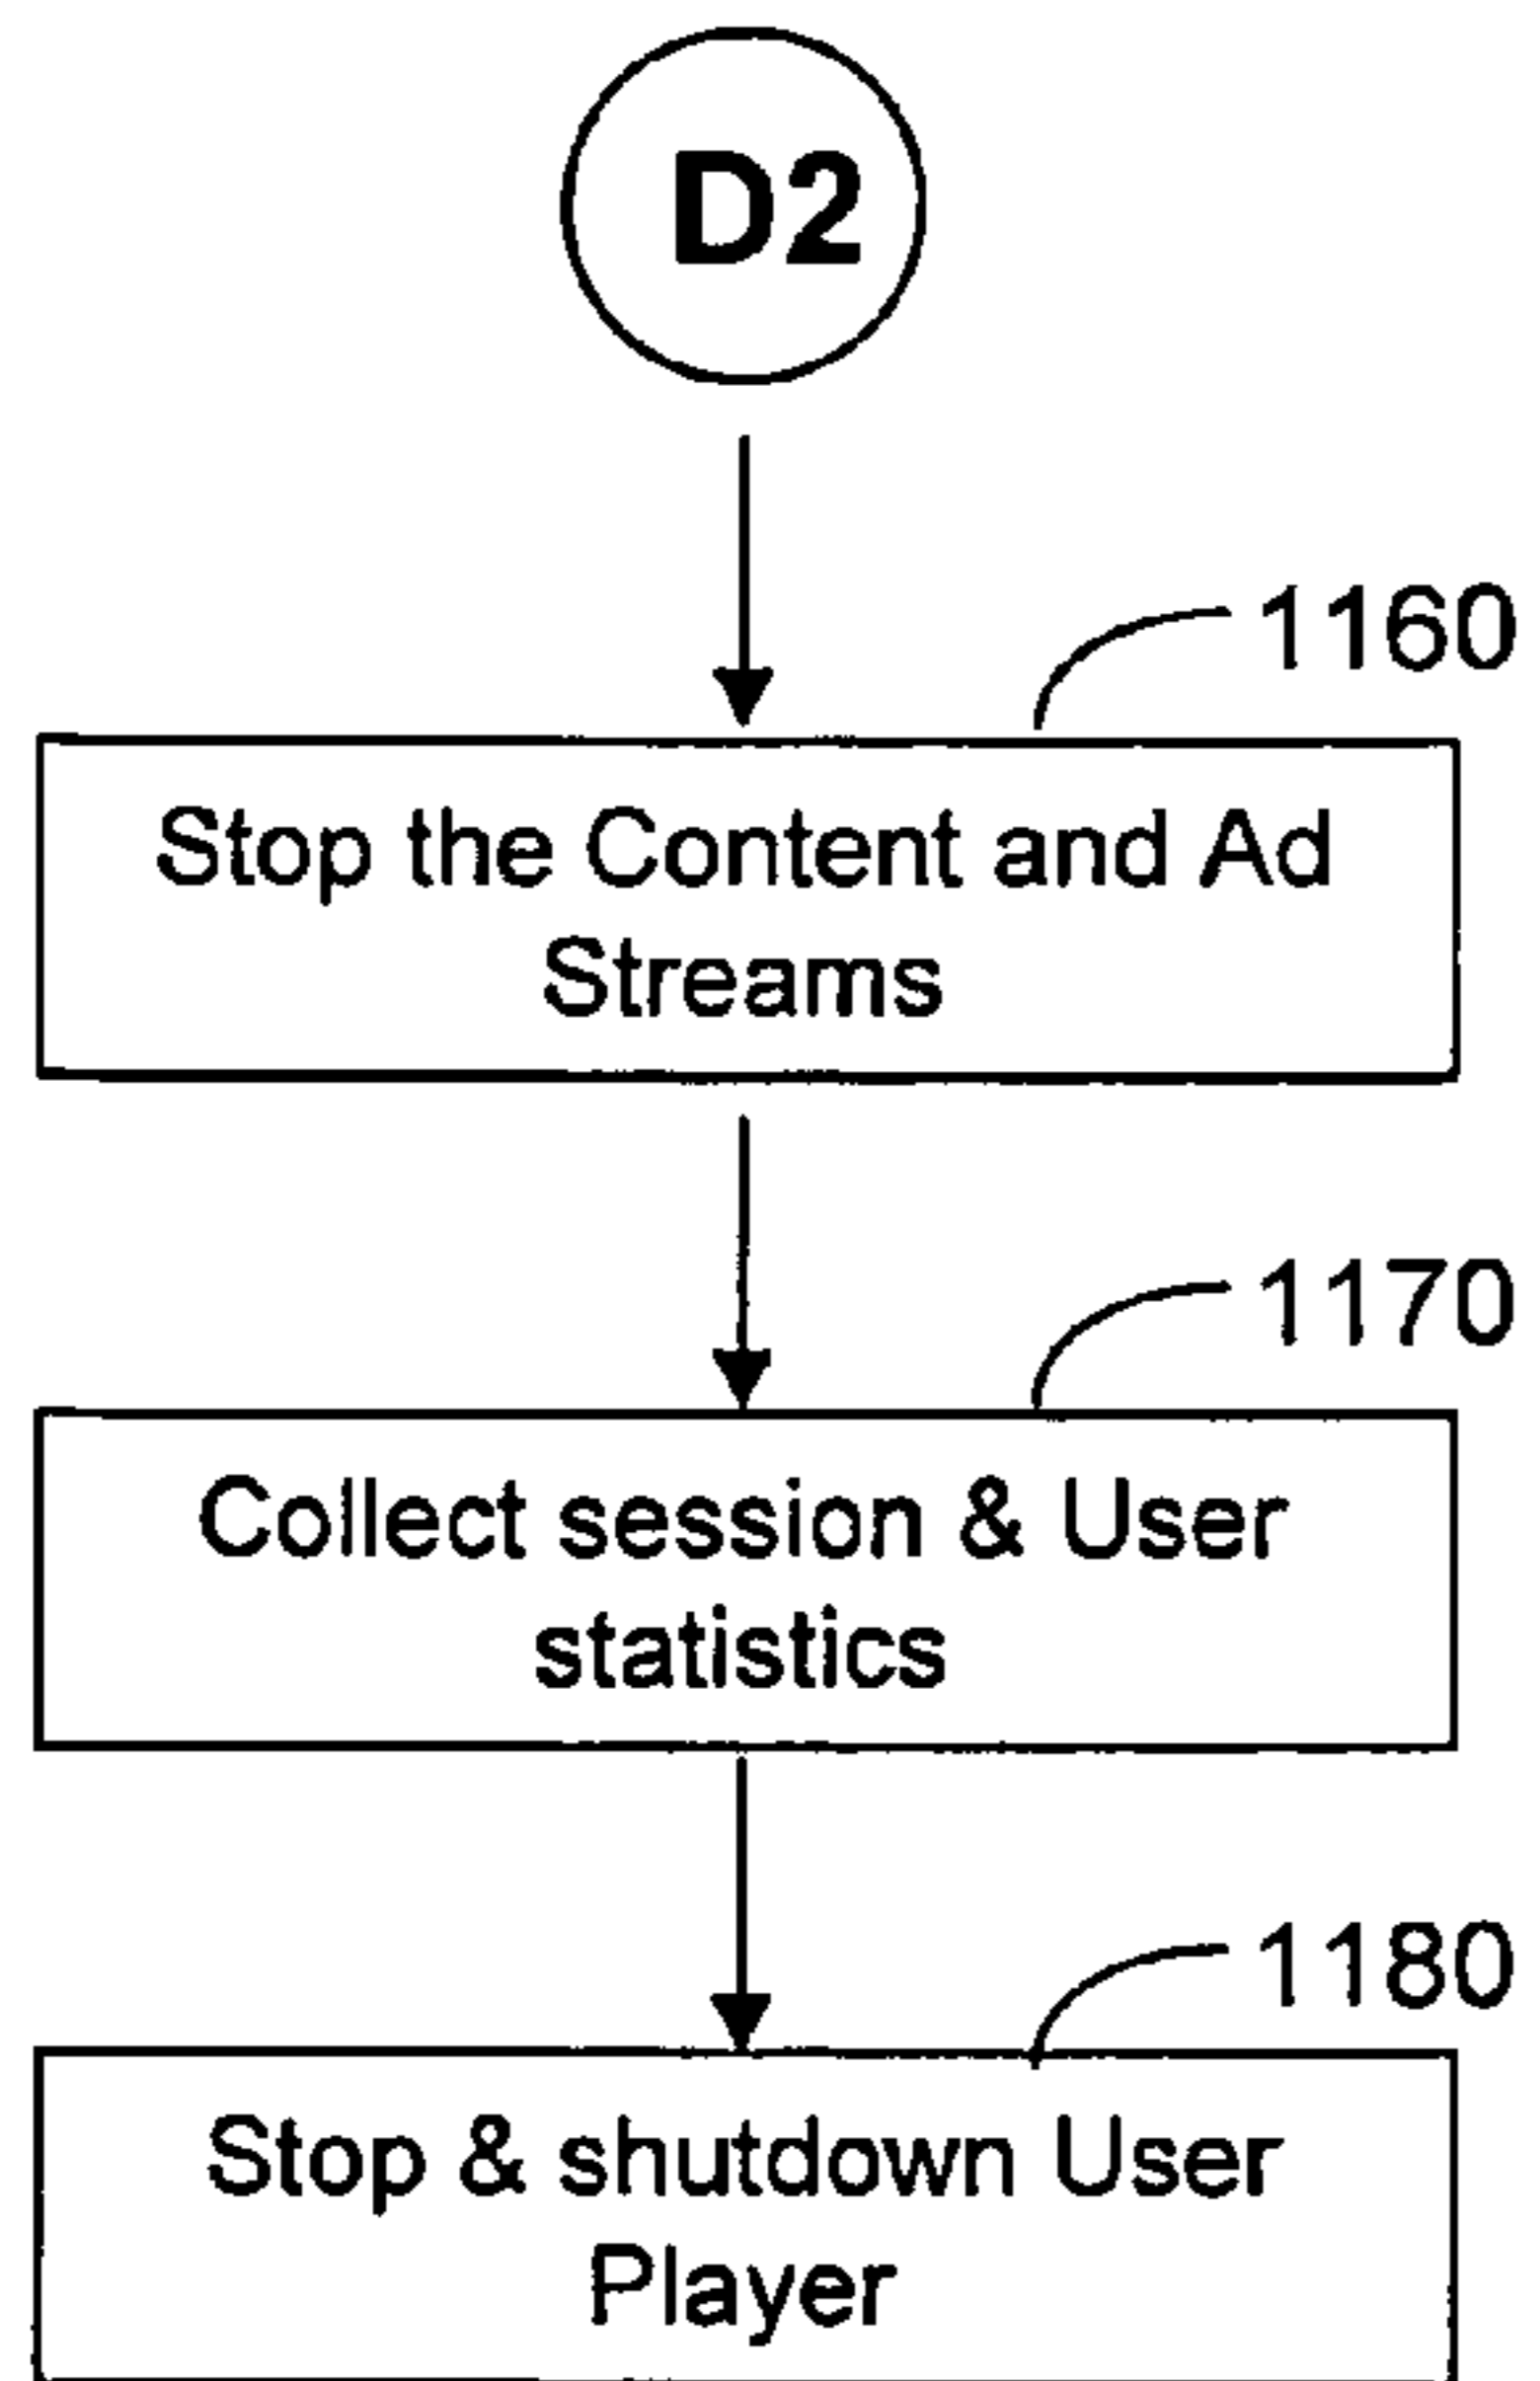 D2
1160
Stop the Content and Ad
Streams
1170
Collect session & User
statistics
1180
Stop & shutdown User
Player